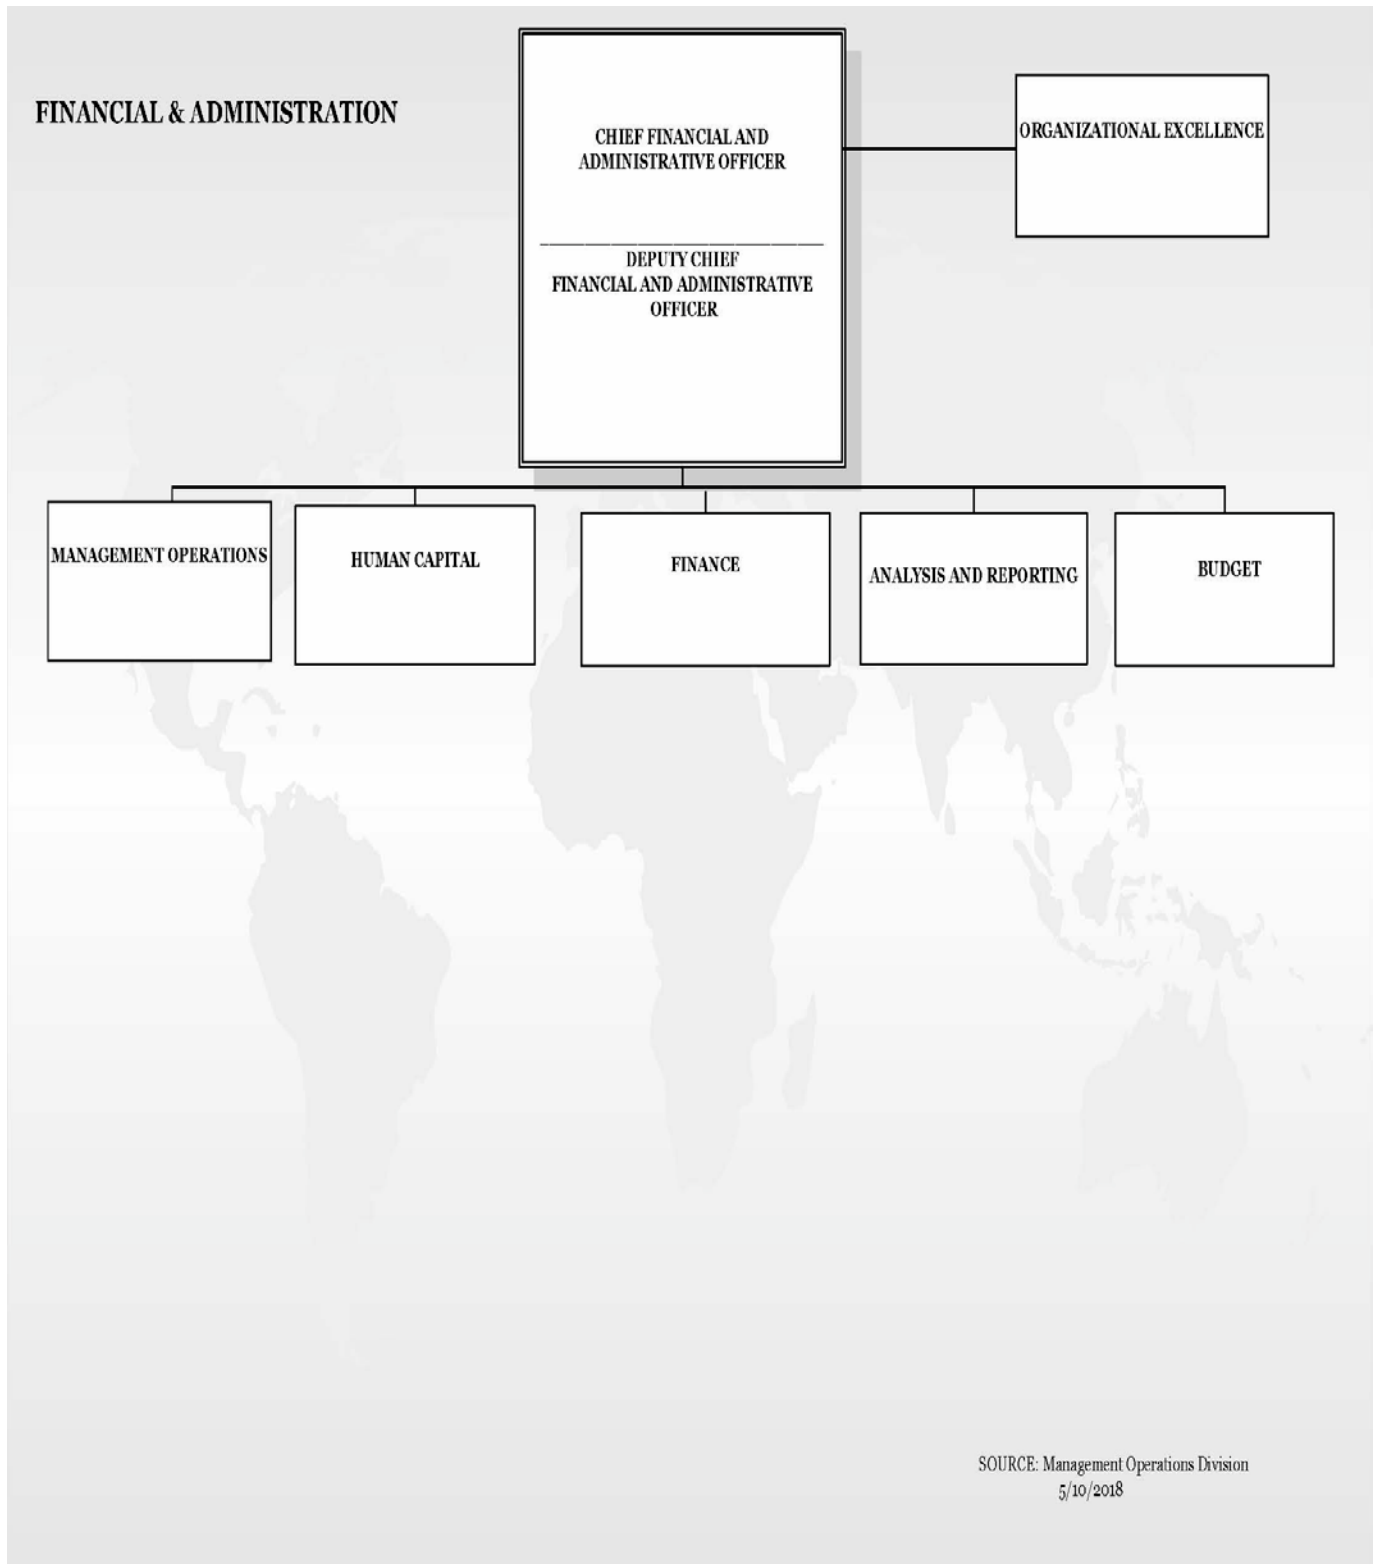 FINANCIAL & ADMINISTRATION
CHIEF FINANCIAL AND
ADMINISTRATIVE OFFICER
DEPUTY CHIEF
FINANCIAL AND ADMINISTRATIVE
OFFICER
ORGANIZATIONAL EXCELLENCE
MANAGEMENT OPERATIONS
HUMAN CAPITAL
FINANCE
ANALYSIS AND REPORTING
BUDGET
SOURCE: Management Operations Division
5/10/2018